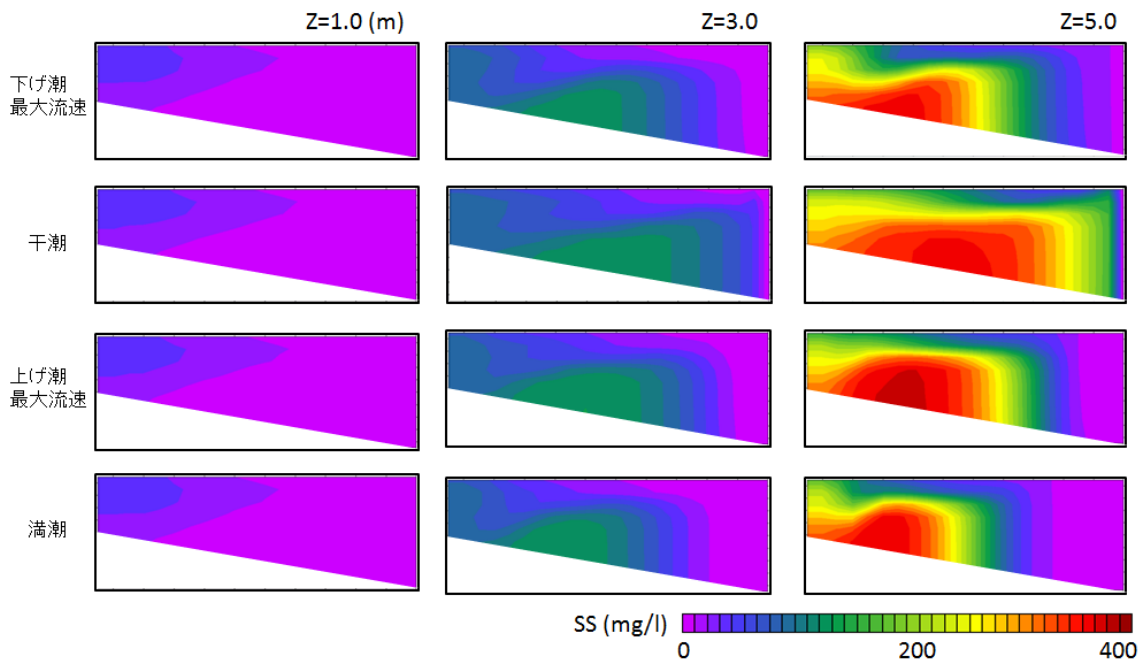 Z=1.0 (m)
Z=3.0
Z=5.0
下げ潮
最大流速
干潮
上げ潮
最大流速
満潮
SS (mg/l)
0
200
400